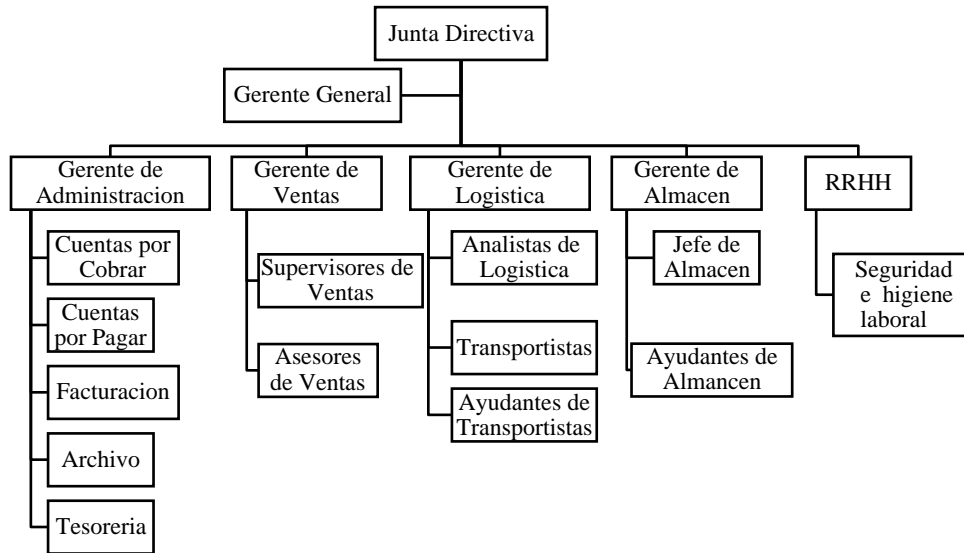 Junta Directiva
Gerente General
Gerente de
Administracion
Gerente de
Ventas
Gerente de
Logistica
Gerente de
Almacen
RRHH
Cuentas por
Cobrar
Cuentas
por Pagar
Facturacion
Archivo
Tesoreria
Supervisores de
Ventas
Asesores
de Ventas
Analistas de
Logistica
Transportistas
Ayudantes de
Transportistas
Jefe de
Almacen
Ayudantes de
Almancen
Seguridad
e higiene
laboral